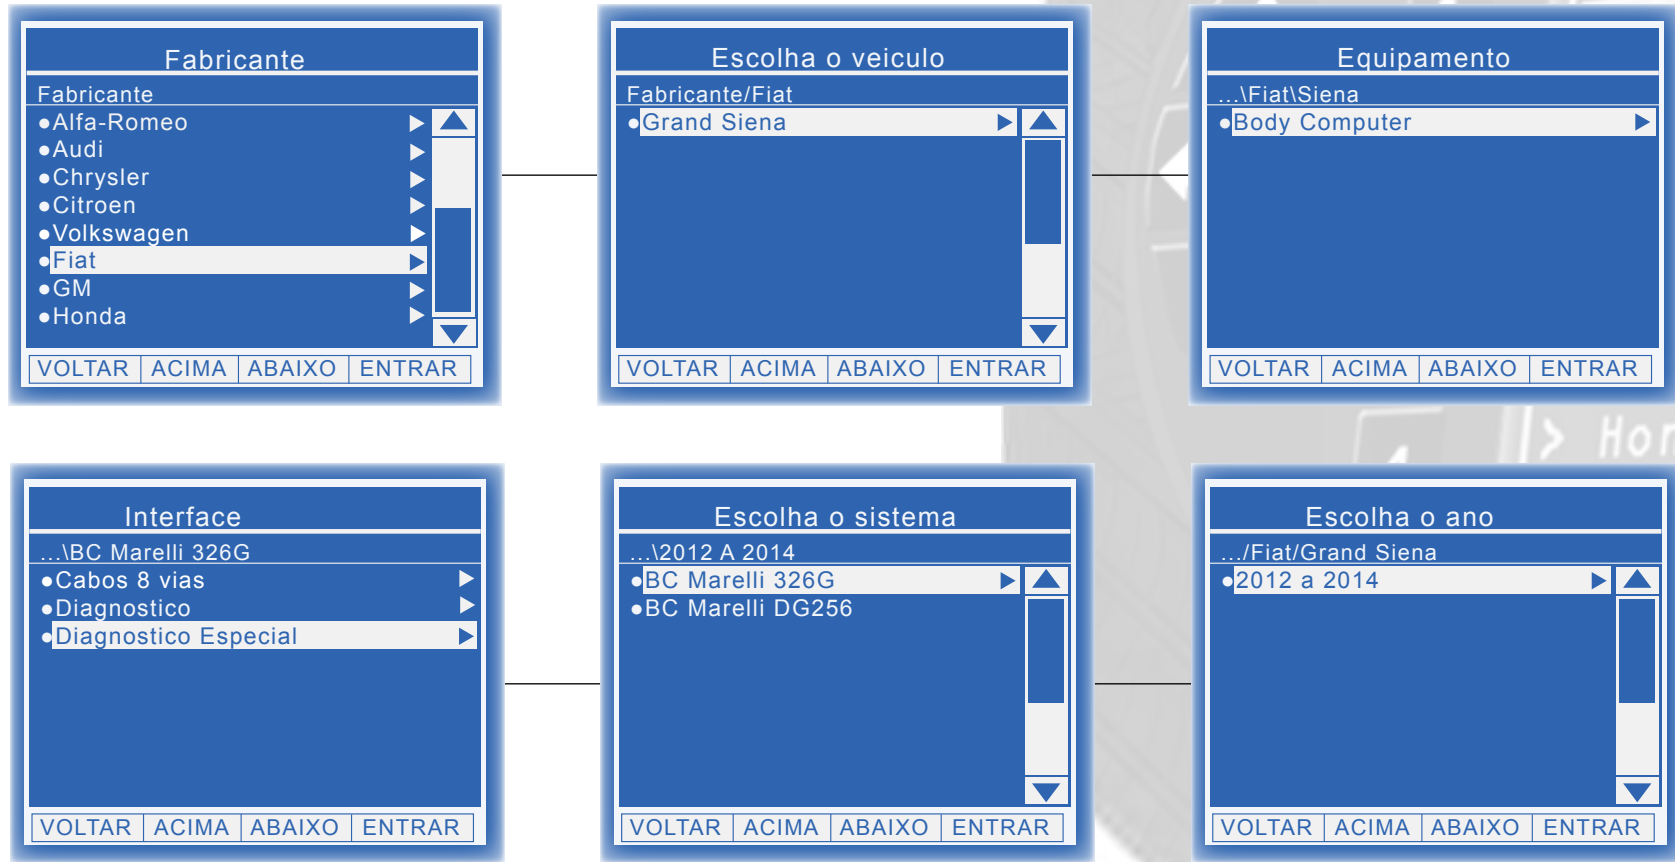 Fabricante
Fabricante
●Alfa-Romeo
●Audi
●Chrysler
●Citroen
●Volkswagen
●Fiat
●GM
●Honda
VOLTAR ACIMA ABAIXO ENTRAR
Escolha o veiculo
Fabricante/Fiat
●Grand Siena
VOLTAR ACIMA ABAIXO ENTRAR
Equipamento
...\Fiat\Siena
●Body Computer
VOLTAR ACIMA ABAIXO ENTRAR
> Hon
Interface
...\BC Marelli 326G
●Cabos 8 vias
●Diagnostico
●Diagnostico Especial
VOLTAR ACIMA ABAIXO ENTRAR
Escolha o sistema
...\2012 A 2014
●BC Marelli 326G
●BC Marelli DG256
VOLTAR ACIMA ABAIXO ENTRAR
Escolha o ano
.../Fiat/Grand Siena
●2012 a 2014
VOLTAR ACIMA ABAIXO ENTRAR